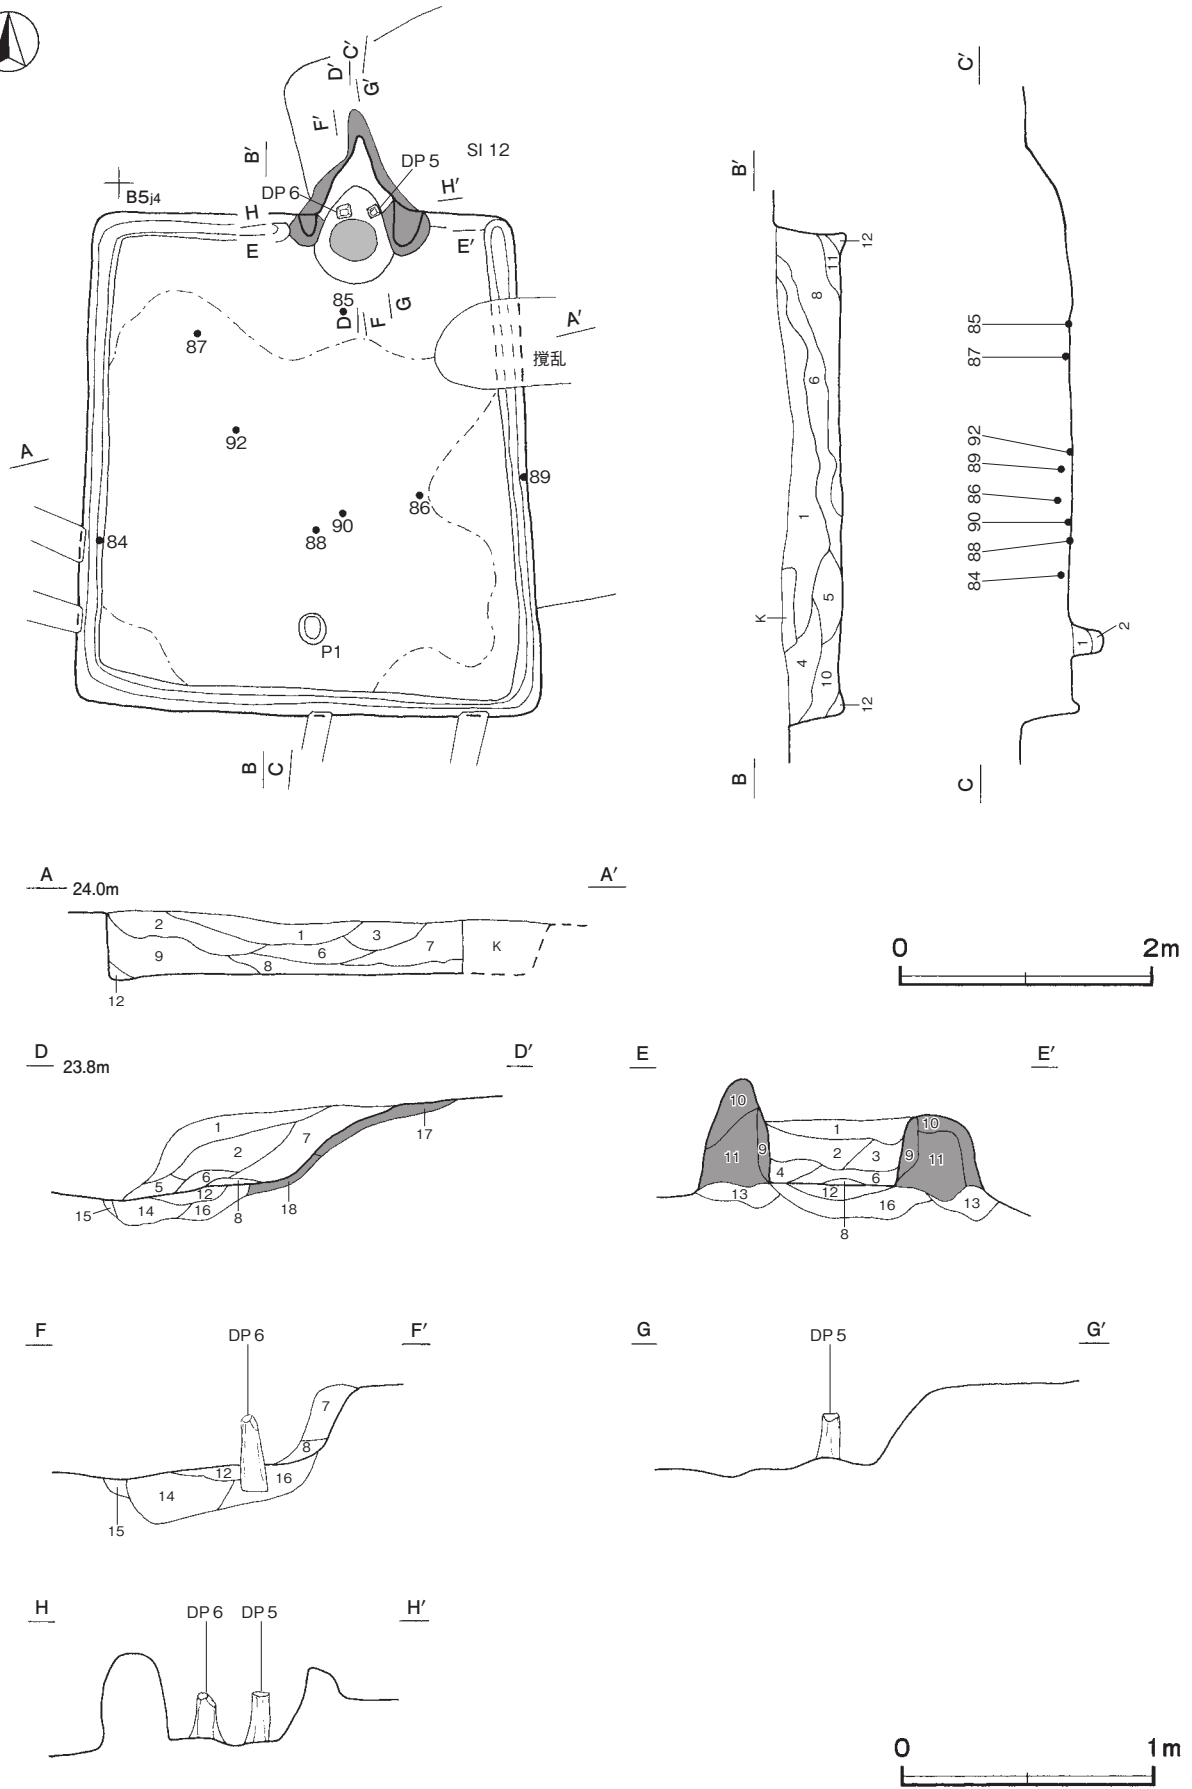 C′
D′
G′
F′
B′
SI 12
DP 5
DP 6
H′
B5j4
H
E
E′
85
D
F
G
A′
87
撹乱
92
A
89
86
90
88
84
P1
B
C
B′
12
11
8
6
1
5
K
4
10
12
B
C′
85
87
92
89
86
90
88
84
2
1
C
A 24.0m
A′
2
1
3
7
K
9
6
8
12
0 2m
D 23.8m
D′
1
2
7
17
5
6
12
15
14
16
8
18
E
E′
10
1
10
11
9
2
3
9
11
4
6
13
12
16
13
8
F
DP 6
F′
7
8
12
16
14
15
G
DP 5
G′
H
DP 6
DP 5
H′
0 1m